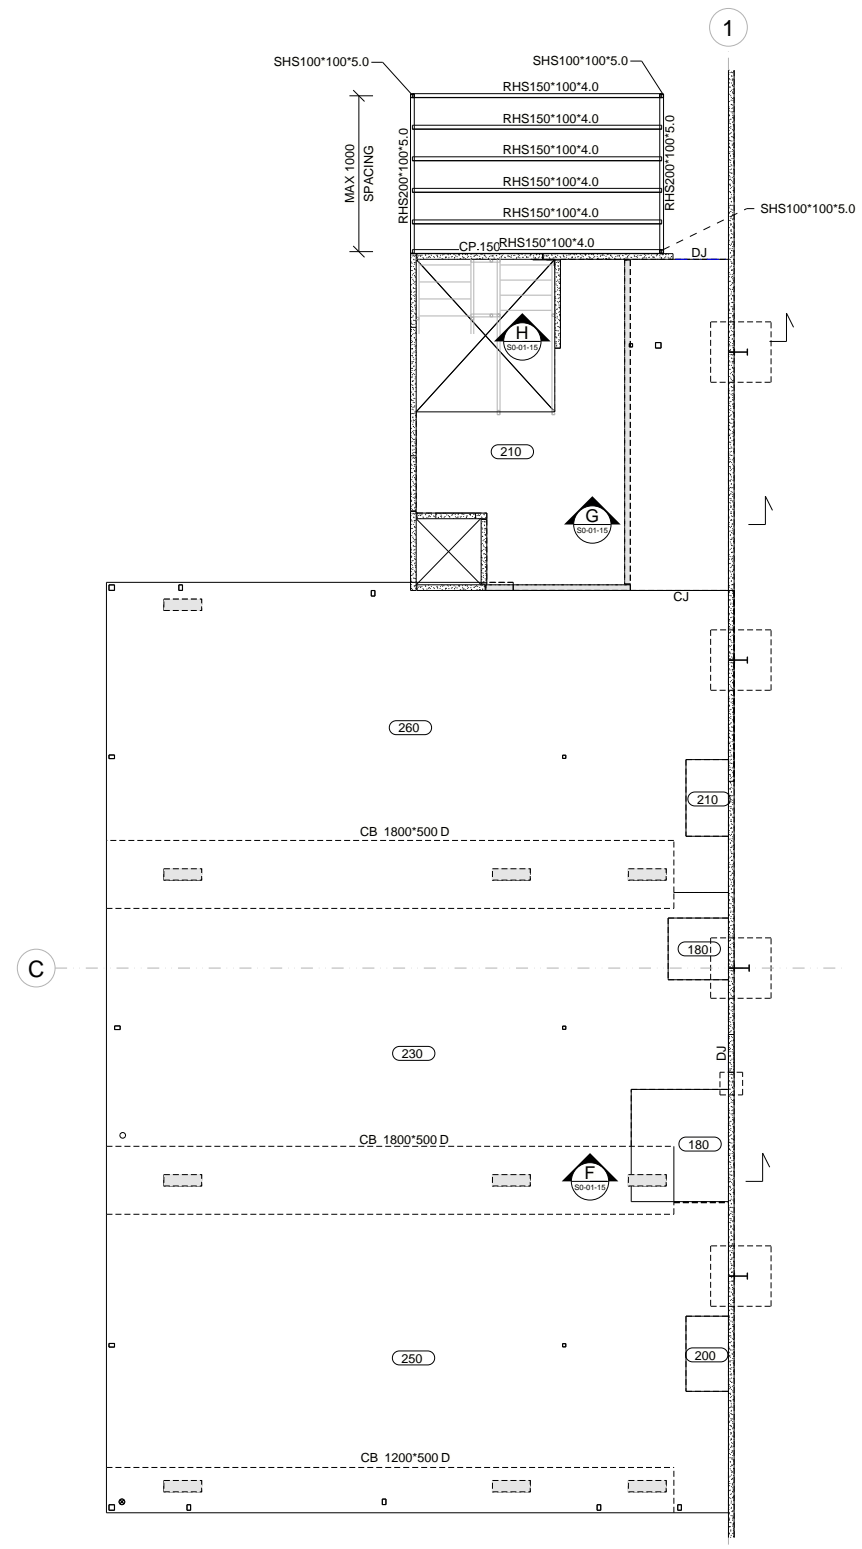 1
SHS100*100*5.0
SHS100*100*5.0
RHS150*100*4.0
RHS150*100*4.0
RHS150*100*4.0
RHS150*100*4.0
RHS150*100*4.0
RHS150*100*4.0
MAX 1000
SPACING
RHS200*100*5.0
RHS200*100*5.0
SHS100*100*5.0
CP.150
DJ
H
S0-01-15
210
G
S0-01-15
CJ
260
210
CB 1800*500 D
180
C
230
DJ
CB 1800*500 D
180
F
S0-01-15
250
200
CB 1200*500 D